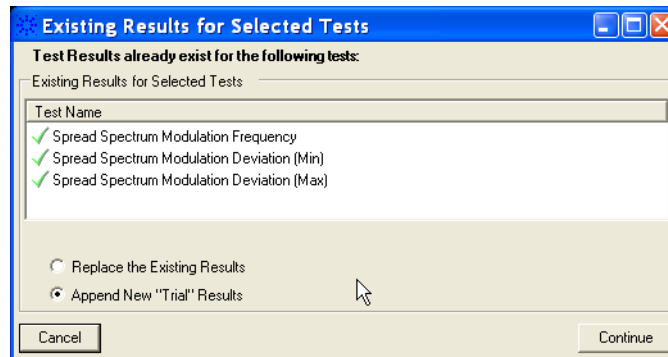 Existing Results for Selected Tests
Test Results already exist for the following tests:
Existing Results for Selected Tests
Test Name
Spread Spectrum Modulation Frequency
Spread Spectrum Modulation Deviation (Min)
Spread Spectrum Modulation Deviation (Max)
Replace the Existing Results
Append New "Trial" Results
Cancel
Continue